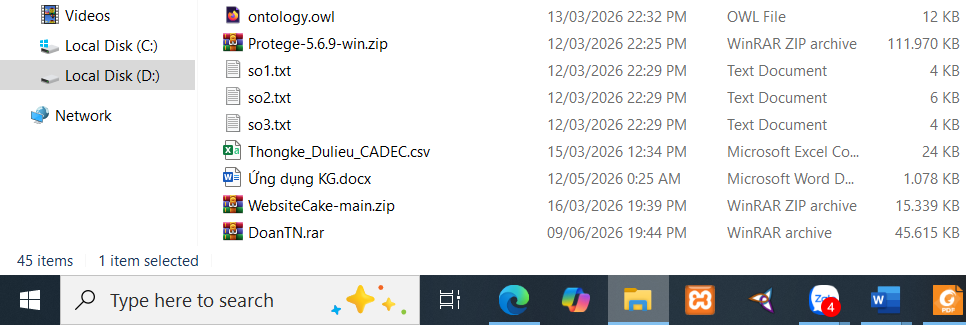 Videos
Local Disk (C:)
Local Disk (D:)
Network
ontology.owl 13/03/2026 22:32 PM OWL File 12 KB
Protege-5.6.9-win.zip 12/03/2026 22:25 PM WinRAR ZIP archive 111.970 KB
so1.txt 12/03/2026 22:29 PM Text Document 4 KB
so2.txt 12/03/2026 22:29 PM Text Document 6 KB
so3.txt 12/03/2026 22:29 PM Text Document 4 KB
Thongke_Dulieu_CADEC.csv 15/03/2026 12:34 PM Microsoft Excel Co... 24 KB
Ứng dụng KG.docx 12/05/2026 0:25 AM Microsoft Word D... 1.078 KB
WebsiteCake-main.zip 16/03/2026 19:39 PM WinRAR ZIP archive 15.339 KB
DoanTN.rar 09/06/2026 19:44 PM WinRAR archive 45.615 KB
45 items 1 item selected
Type here to search
4
PDF